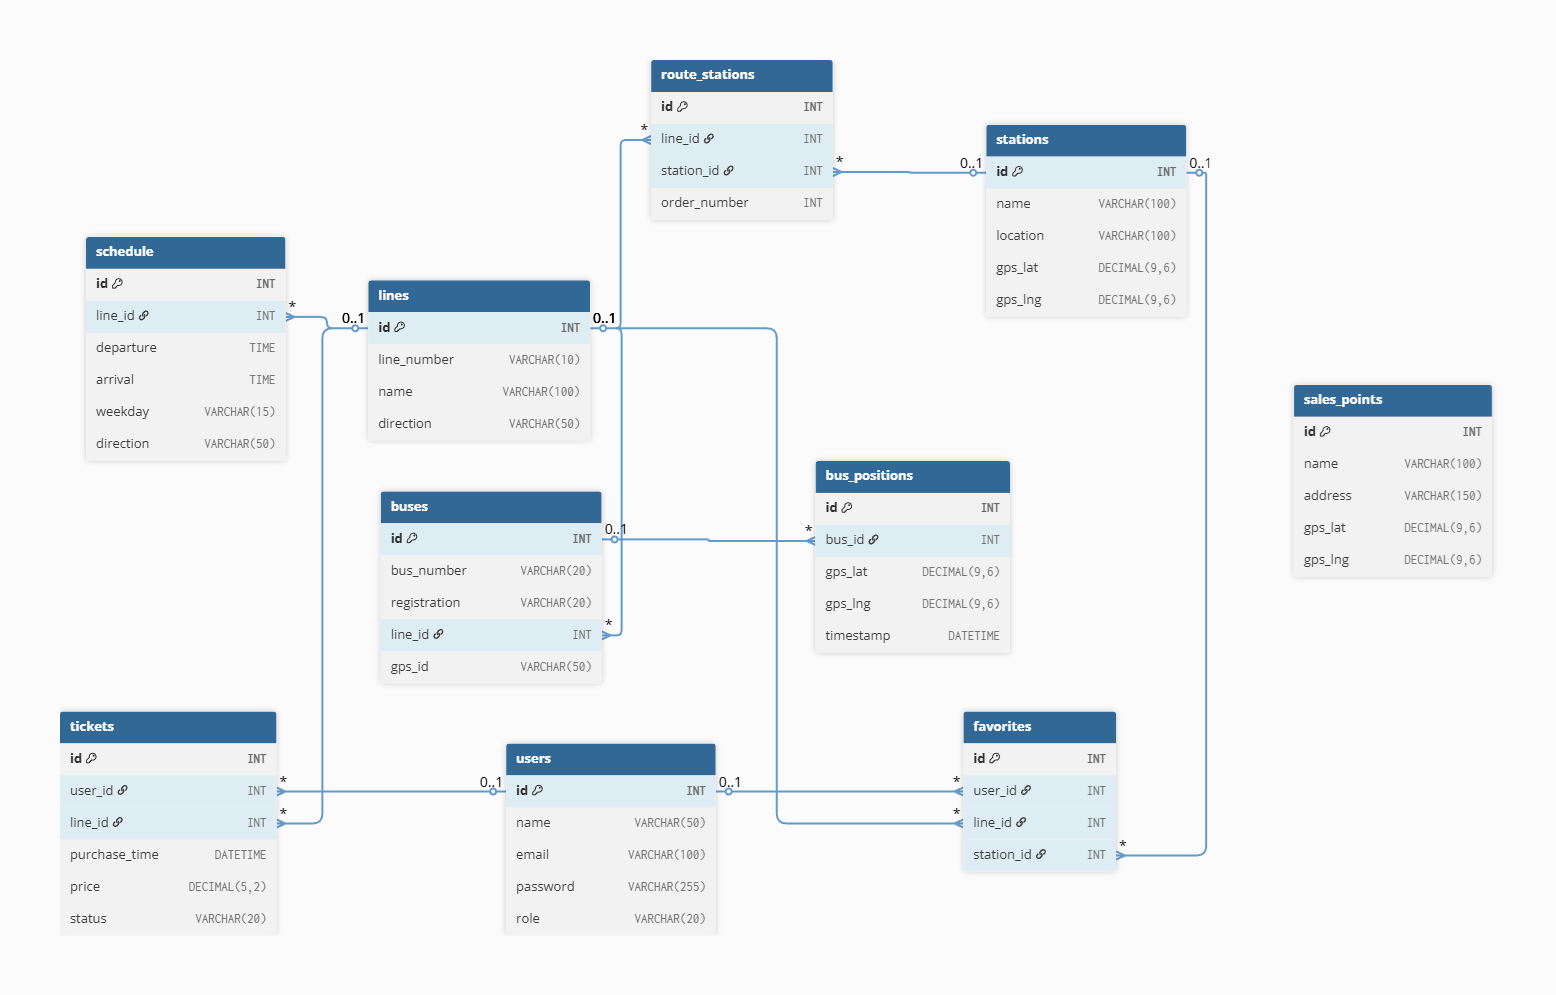 route_stations
id INT
* line_id INT
station_id INT *
order_number INT
stations
0..1 id INT 0..1
name VARCHAR(100)
location VARCHAR(100)
gps_lat DECIMAL(9,6)
gps_lng DECIMAL(9,6)
schedule
id INT
line_id INT *
departure TIME
arrival TIME
weekday VARCHAR(15)
direction VARCHAR(50)
lines
0..1 id INT 0..1
line_number VARCHAR(10)
name VARCHAR(100)
direction VARCHAR(50)
sales_points
id INT
name VARCHAR(100)
address VARCHAR(150)
gps_lat DECIMAL(9,6)
gps_lng DECIMAL(9,6)
buses
id INT 0..1
bus_number VARCHAR(20)
registration VARCHAR(20)
line_id INT *
gps_id VARCHAR(50)
bus_positions
id INT
* bus_id INT
gps_lat DECIMAL(9,6)
gps_lng DECIMAL(9,6)
timestamp DATETIME
tickets
id INT
user_id INT *
line_id INT *
purchase_time DATETIME
price DECIMAL(5,2)
status VARCHAR(20)
users
0..1 id INT 0..1
name VARCHAR(50)
email VARCHAR(100)
password VARCHAR(255)
role VARCHAR(20)
favorites
id INT
* user_id INT
* line_id INT
station_id INT *